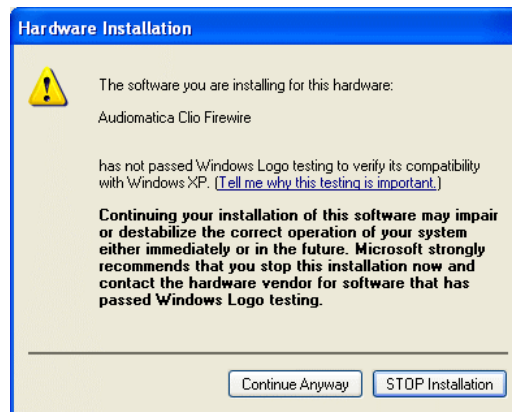 Hardware Installation
The software you are installing for this hardware:
Audiomatica Clio Firewire
has not passed Windows Logo testing to verify its compatibility
with Windows XP. (Tell me why this testing is important.)
Continuing your installation of this software may impair
or destabilize the correct operation of your system
either immediately or in the future. Microsoft strongly
recommends that you stop this installation now and
contact the hardware vendor for software that has
passed Windows Logo testing.
Continue Anyway
STOP Installation